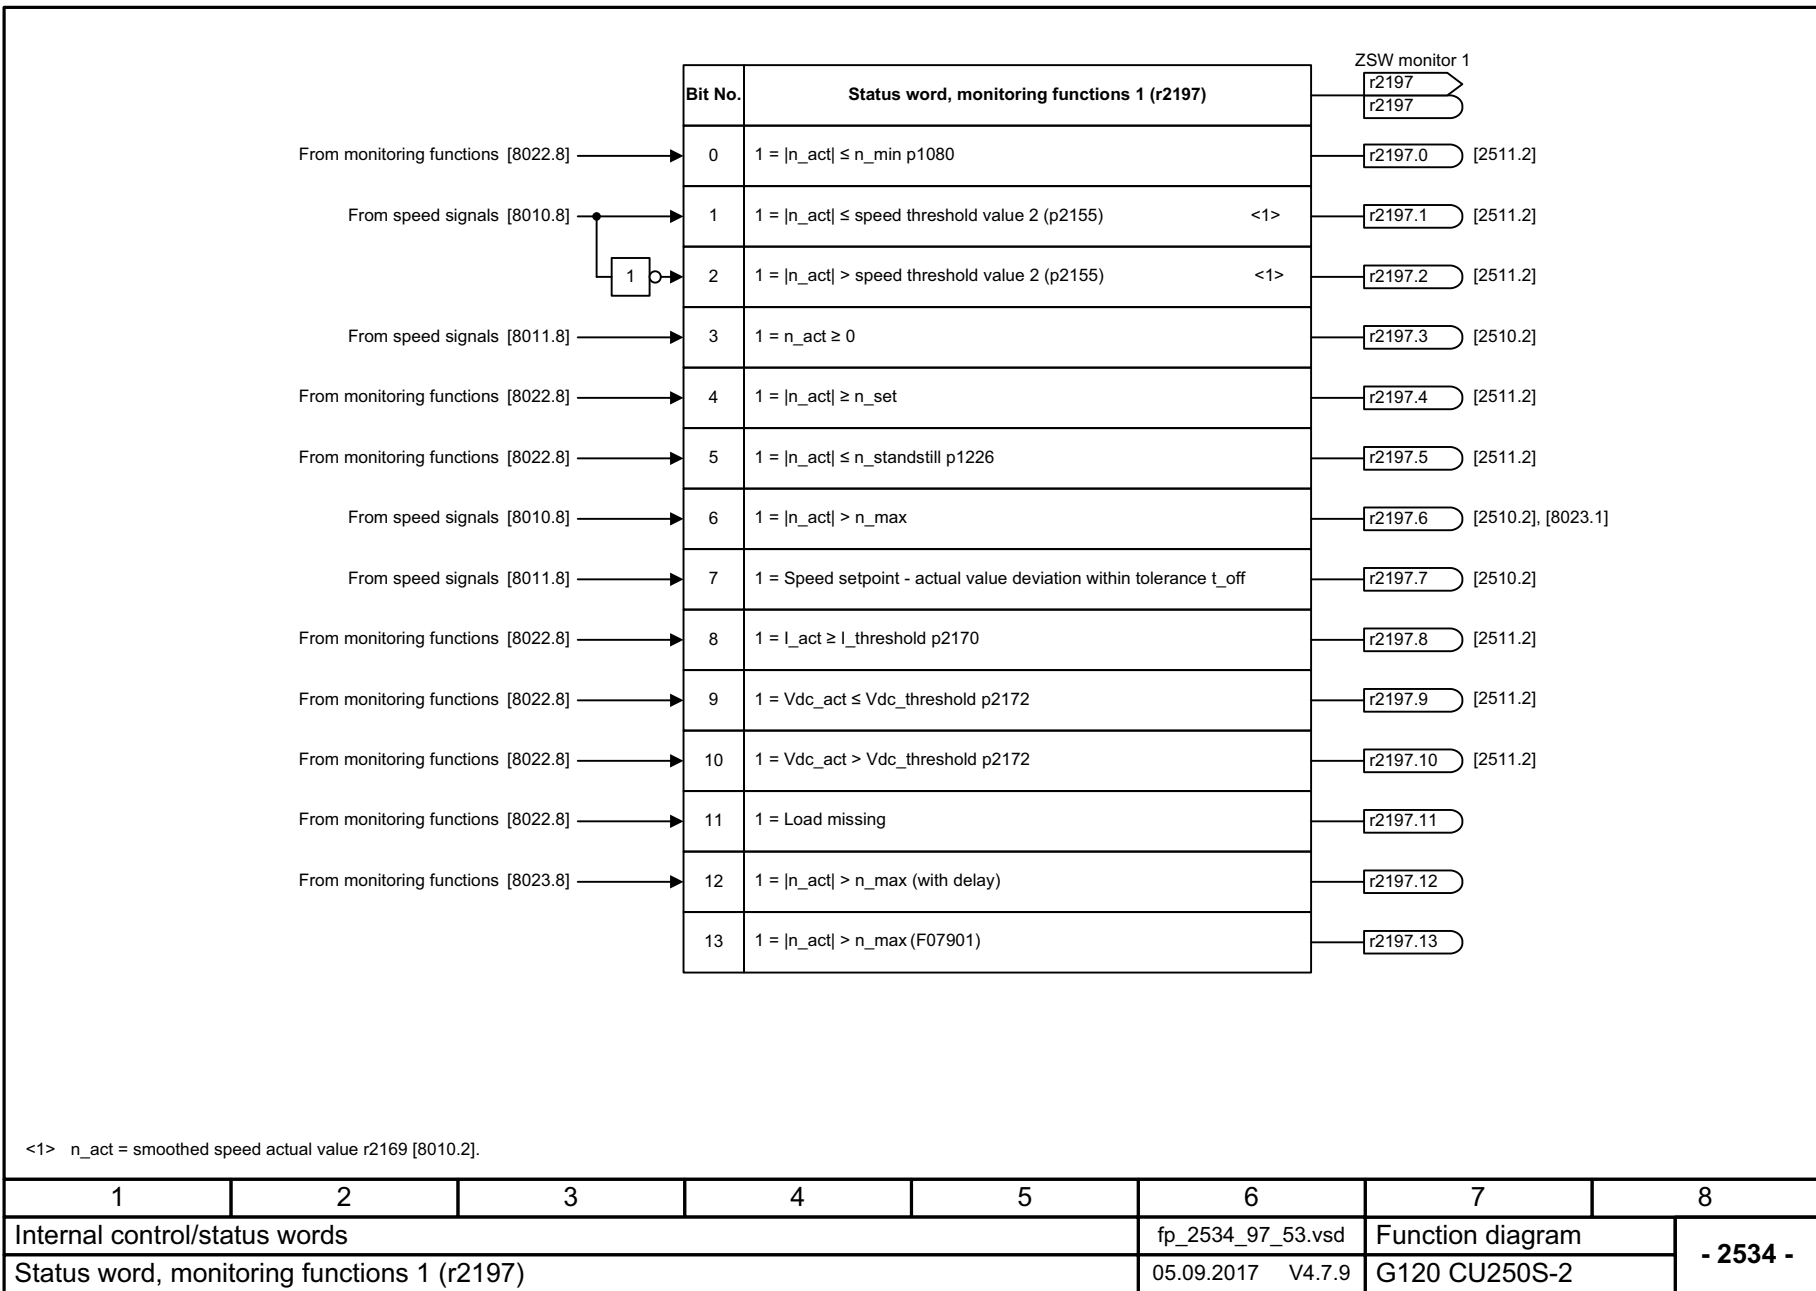 ZSW monitor 1
Bit No. Status word, monitoring functions 1 (r2197) r2197
r2197
From monitoring functions [8022.8] 0 1 = |n_act| ≤ n_min p1080 r2197.0 [2511.2]
From speed signals [8010.8] 1 1 = |n_act| ≤ speed threshold value 2 (p2155) <1> r2197.1 [2511.2]
1 2 1 = |n_act| > speed threshold value 2 (p2155) <1> r2197.2 [2511.2]
From speed signals [8011.8] 3 1 = n_act ≥ 0 r2197.3 [2510.2]
From monitoring functions [8022.8] 4 1 = |n_act| ≥ n_set r2197.4 [2511.2]
From monitoring functions [8022.8] 5 1 = |n_act| ≤ n_standstill p1226 r2197.5 [2511.2]
From speed signals [8010.8] 6 1 = |n_act| > n_max r2197.6 [2510.2], [8023.1]
From speed signals [8011.8] 7 1 = Speed setpoint - actual value deviation within tolerance t_off r2197.7 [2510.2]
From monitoring functions [8022.8] 8 1 = I_act ≥ I_threshold p2170 r2197.8 [2511.2]
From monitoring functions [8022.8] 9 1 = Vdc_act ≤ Vdc_threshold p2172 r2197.9 [2511.2]
From monitoring functions [8022.8] 10 1 = Vdc_act > Vdc_threshold p2172 r2197.10 [2511.2]
From monitoring functions [8022.8] 11 1 = Load missing r2197.11
From monitoring functions [8023.8] 12 1 = |n_act| > n_max (with delay) r2197.12
13 1 = |n_act| > n_max (F07901) r2197.13
<1> n_act = smoothed speed actual value r2169 [8010.2].
1 2 3 4 5 6 7 8
Internal control/status words fp_2534_97_53.vsd Function diagram - 2534 -
Status word, monitoring functions 1 (r2197) 05.09.2017 V4.7.9 G120 CU250S-2